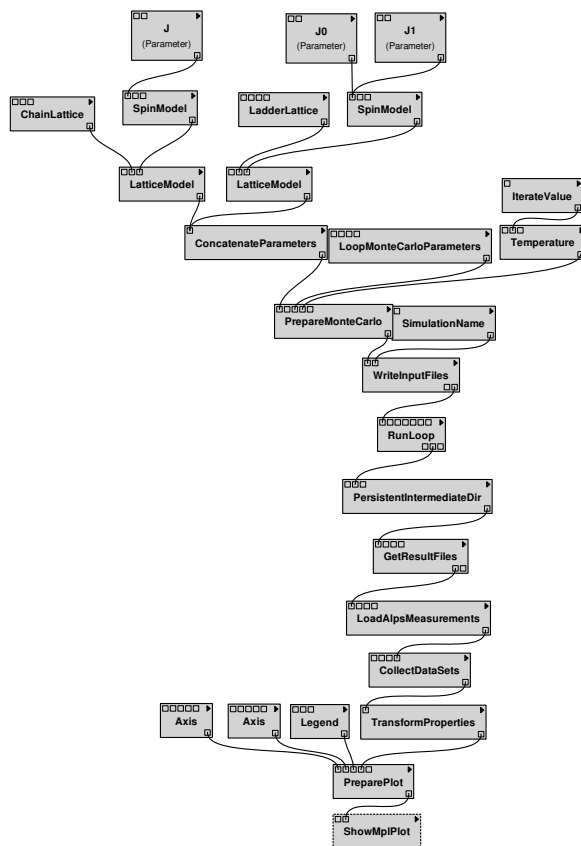 J
(Parameter)
J0
(Parameter)
J1
(Parameter)
ChainLattice
SpinModel
LadderLattice
SpinModel
LatticeModel
LatticeModel
IterateValue
ConcatenateParameters
LoopMonteCarloParameters
Temperature
PrepareMonteCarlo
SimulationName
WriteInputFiles
RunLoop
PersistentIntermediateDir
GetResultFiles
LoadAlpsMeasurements
CollectDataSets
Axis
Axis
Legend
TransformProperties
PreparePlot
ShowMplPlot